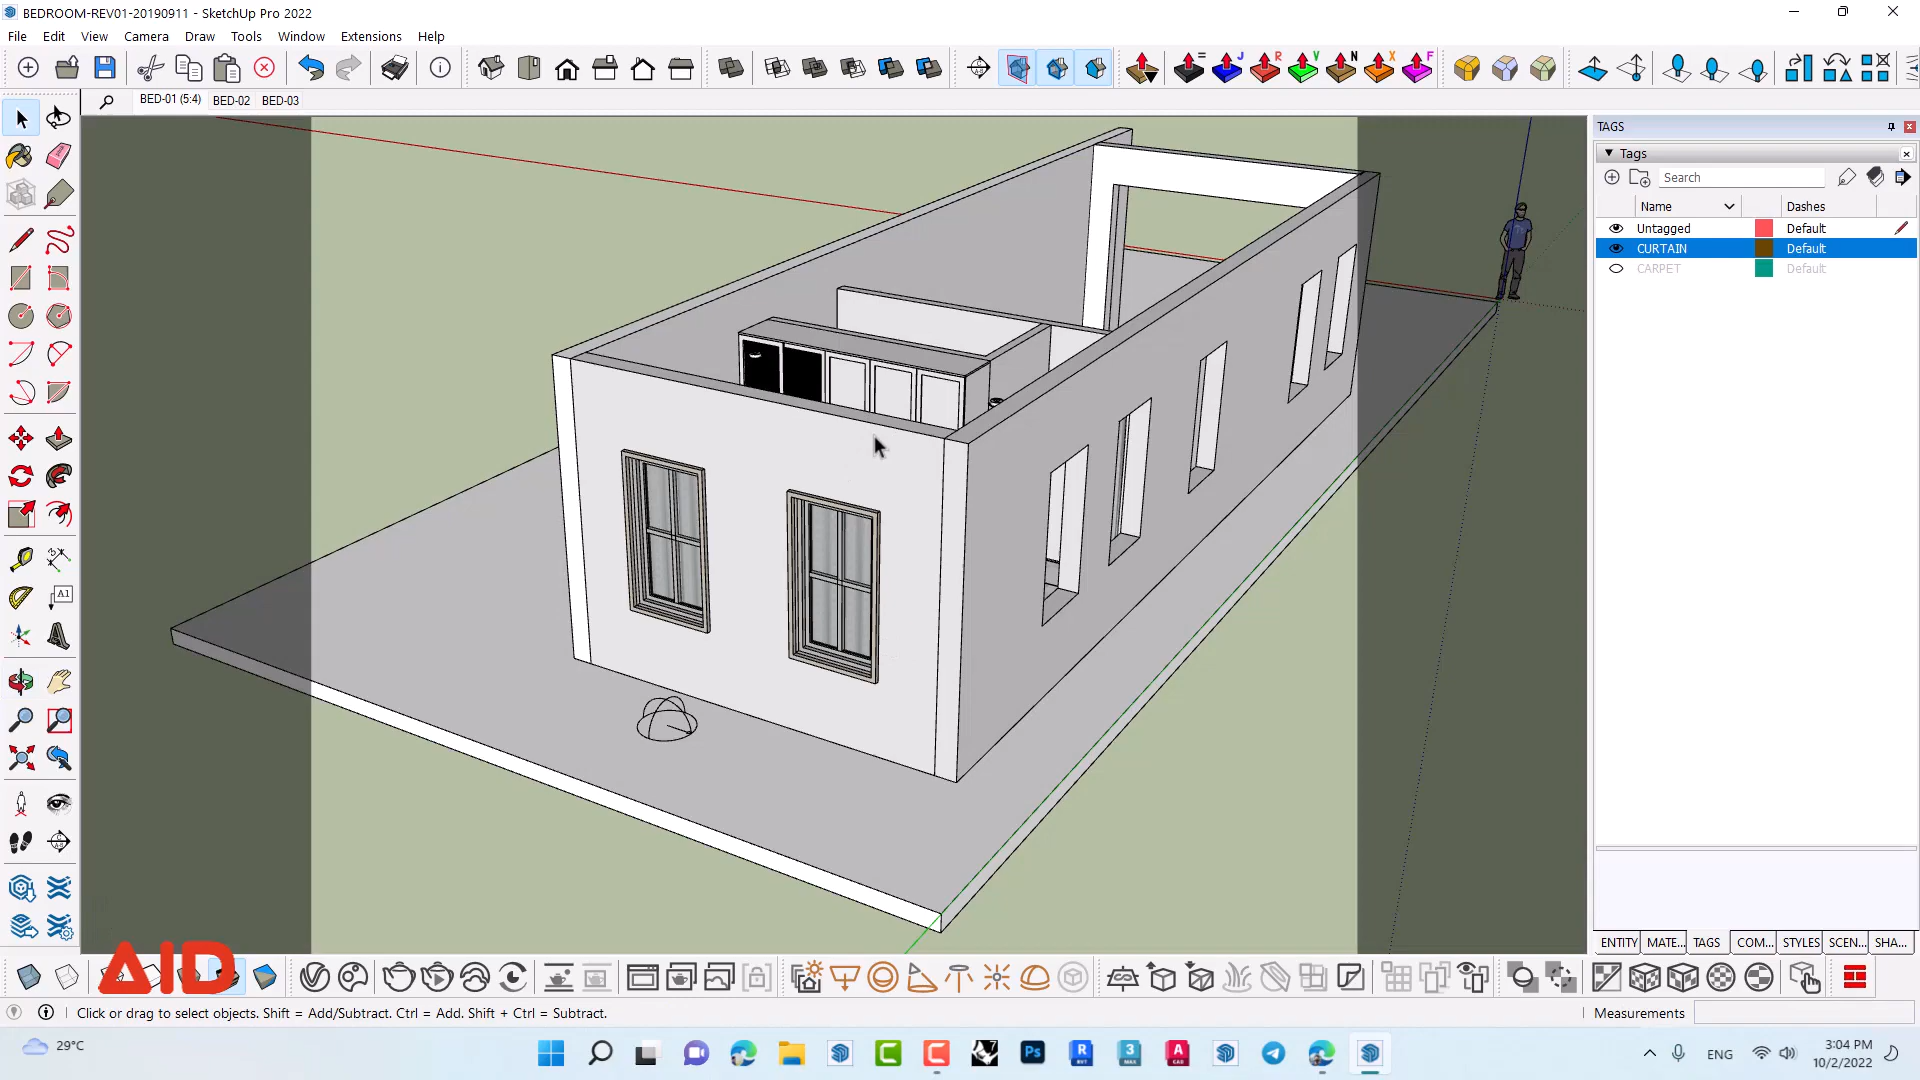 BEDROOM-REV01-20190911 - SketchUp Pro 2022
File Edit View Camera Draw Tools Window Extensions Help
= J R V N X F
BED-01 (5:4) BED-02 BED-03
TAGS
Tags
Search
Name Dashes
Untagged Default
CURTAIN Default
CARPET Default
A1
ENTITY MATE... TAGS COM... STYLES SCEN... SHA...
AID
Click or drag to select objects. Shift = Add/Subtract. Ctrl = Add. Shift + Ctrl = Subtract.
Measurements
29°C
ENG
3:04 PM
10/2/2022